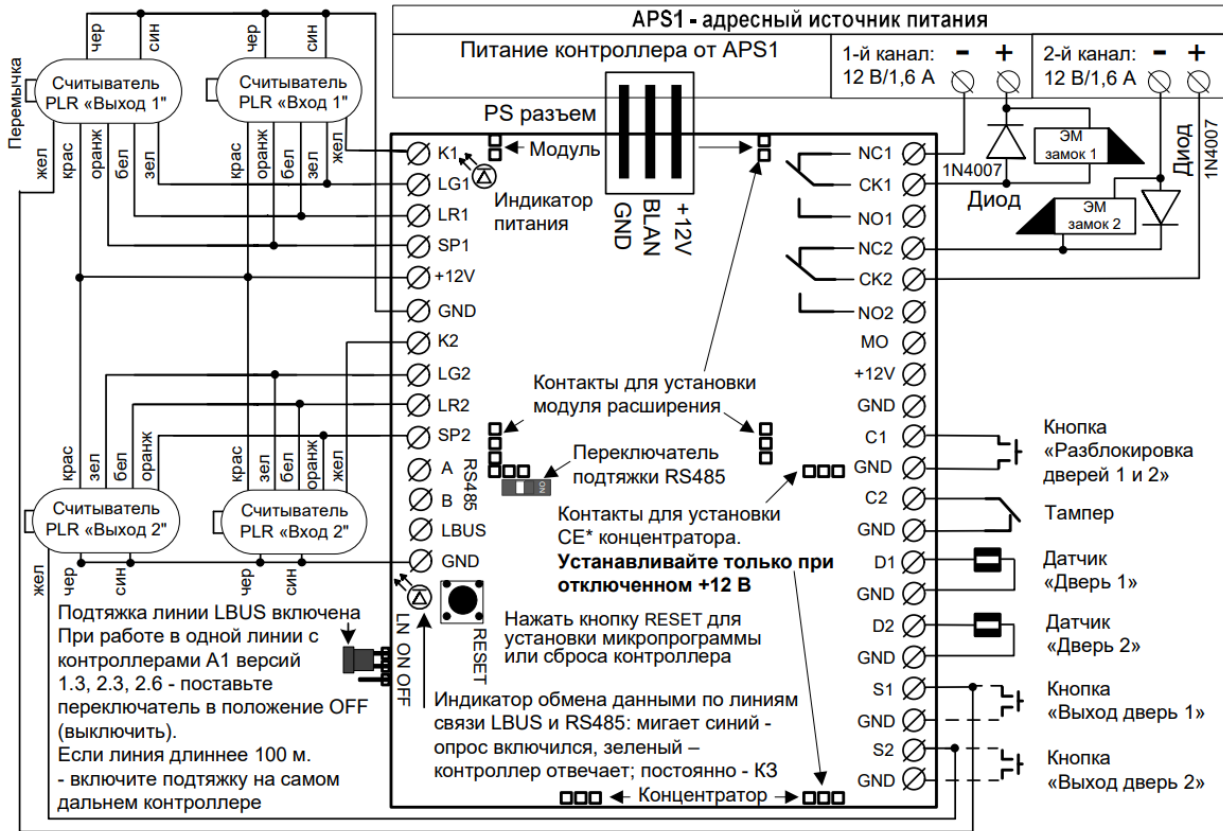 APS1 - адресный источник питания
Питание контроллера от APS1
1-й канал: - +
12 В/1,6 А
2-й канал: - +
12 В/1,6 А
PS разъем
GND
BLAN
+12V
Перемычка
чер
син
чер
син
Считыватель
PLR «Выход 1"
Считыватель
PLR «Вход 1"
жел
крас
оранж
бел
зел
крас
оранж
бел
зел
жел
K1
LG1
LR1
SP1
+12V
GND
K2
LG2
LR2
SP2
A
B
RS485
LBUS
GND
Модуль
Индикатор
питания
NC1
CK1
NO1
NC2
CK2
NO2
MO
+12V
GND
C1
GND
C2
GND
D1
GND
D2
GND
S1
GND
S2
GND
1N4007
Диод
ЭМ
замок 1
ЭМ
замок 2
Диод
1N4007
Контакты для установки
модуля расширения
Переключатель
подтяжки RS485
ON
Контакты для установки
CE* концентратора.
Устанавливайте только при
отключенном +12 В
Кнопка
«Разблокировка
дверей 1 и 2»
Тампер
Датчик
«Дверь 1»
Датчик
«Дверь 2»
Кнопка
«Выход дверь 1»
Кнопка
«Выход дверь 2»
крас
зел
бел
оранж
крас
зел
бел
оранж
жел
Считыватель
PLR «Выход 2"
Считыватель
PLR «Вход 2"
жел
чер
син
чер
син
Подтяжка линии LBUS включена
При работе в одной линии с
контроллерами А1 версий
1.3, 2.3, 2.6 - поставьте
переключатель в положение OFF
(выключить).
Если линия длиннее 100 м.
- включите подтяжку на самом
дальнем контроллере
LN ON OFF
RESET
Нажать кнопку RESET для
установки микропрограммы
или сброса контроллера
Индикатор обмена данными по линиям
связи LBUS и RS485: мигает синий -
опрос включился, зеленый –
контроллер отвечает; постоянно - КЗ
Концентратор